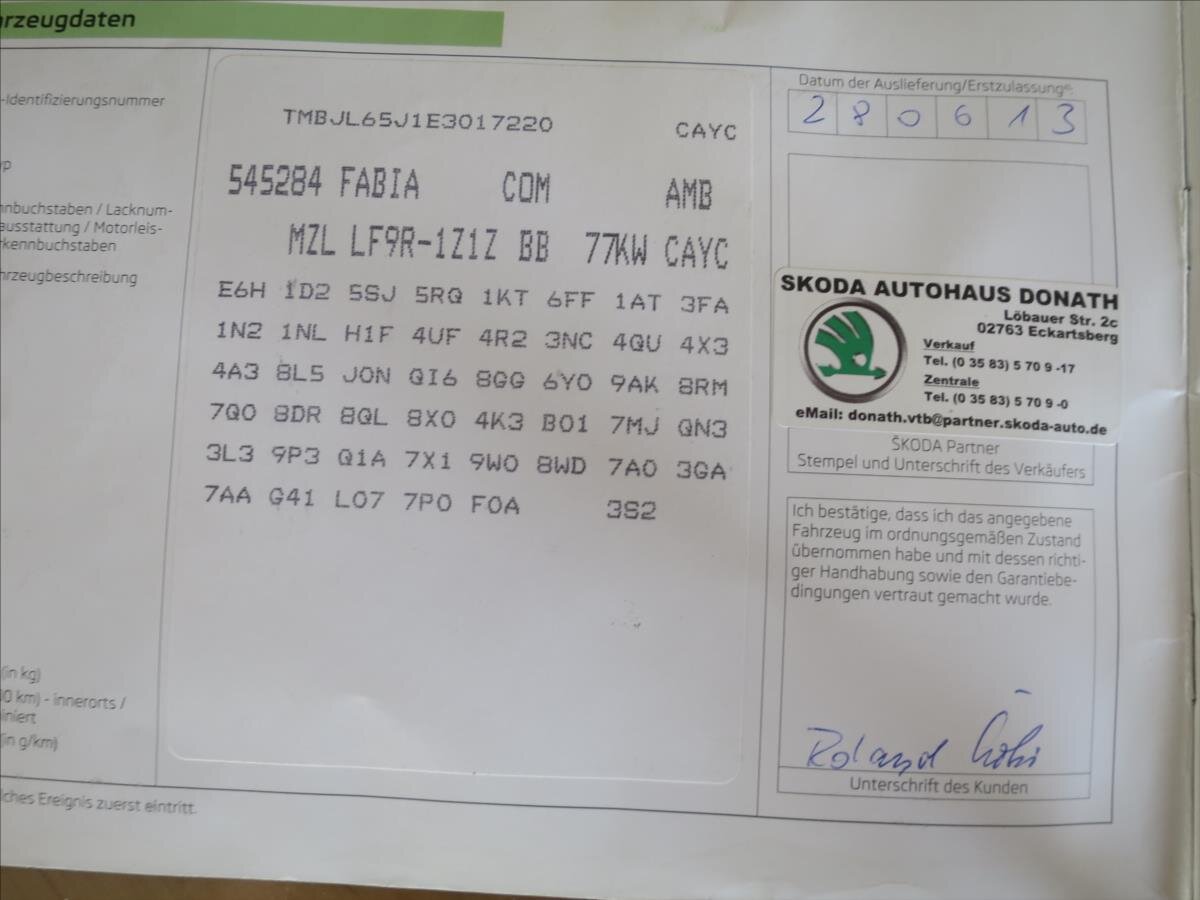 rzeugdaten
-Identifizierungsnummer
yp
nnbuchstaben / Lacknum-
ausstattung / Motorleis-
rkennbuchstaben
hrzeugbeschreibung
(in kg)
00 km) - innerorts /
iniert
(in g/km)
lches Ereignis zuerst eintritt.
TMBJL65J1E3017220 CAYC
545284 FABIA COM AMB
MZL LF9R-1Z1Z BB 77KW CAYC
E6H 1D2 5SJ 5RQ 1KT 6FF 1AT 3FA
1N2 1NL H1F 4UF 4R2 3NC 4QU 4X3
4A3 8L5 J0N QI6 8GG 6Y0 9AK 8RM
7Q0 8DR 8QL 8X0 4K3 B01 7MJ QN3
3L3 9P3 Q1A 7X1 9W0 8WD 7A0 3GA
7AA G41 L07 7P0 F0A 3S2
Datum der Auslieferung/Erstzulassung
2 8 0 6 1 3
SKODA AUTOHAUS DONATH
Löbauer Str. 2c
02763 Eckartsberg
Verkauf
Tel. (0 35 83) 5 70 9 -17
Zentrale
Tel. (0 35 83) 5 70 9 -0
eMail: donath.vtb@partner.skoda-auto.de
ŠKODA Partner
Stempel und Unterschrift des Verkäufers
Ich bestätige, dass ich das angegebene
Fahrzeug im ordnungsgemäßen Zustand
übernommen habe und mit dessen richti-
ger Handhabung sowie den Garantiebe-
dingungen vertraut gemacht wurde.
Roland
Unterschrift des Kunden